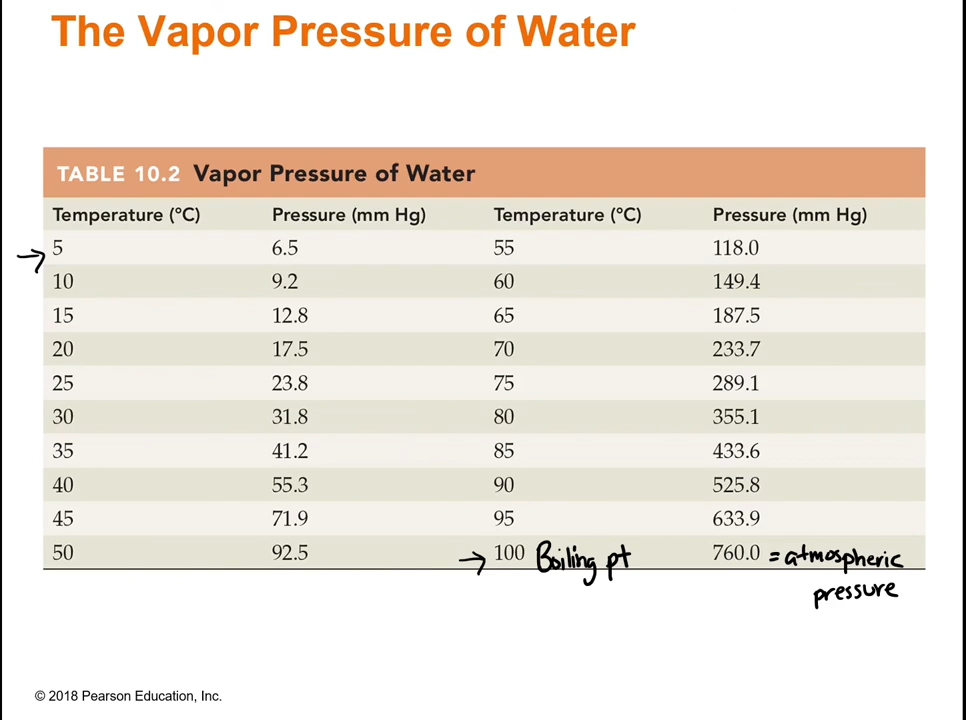 The Vapor Pressure of Water
TABLE 10.2 Vapor Pressure of Water
Temperature (°C) Pressure (mm Hg) Temperature (°C) Pressure (mm Hg)
→ 5 6.5 55 118.0
10 9.2 60 149.4
15 12.8 65 187.5
20 17.5 70 233.7
25 23.8 75 289.1
30 31.8 80 355.1
35 41.2 85 433.6
40 55.3 90 525.8
45 71.9 95 633.9
50 92.5 → 100 Boiling pt 760.0 = atmospheric
pressure
© 2018 Pearson Education, Inc.